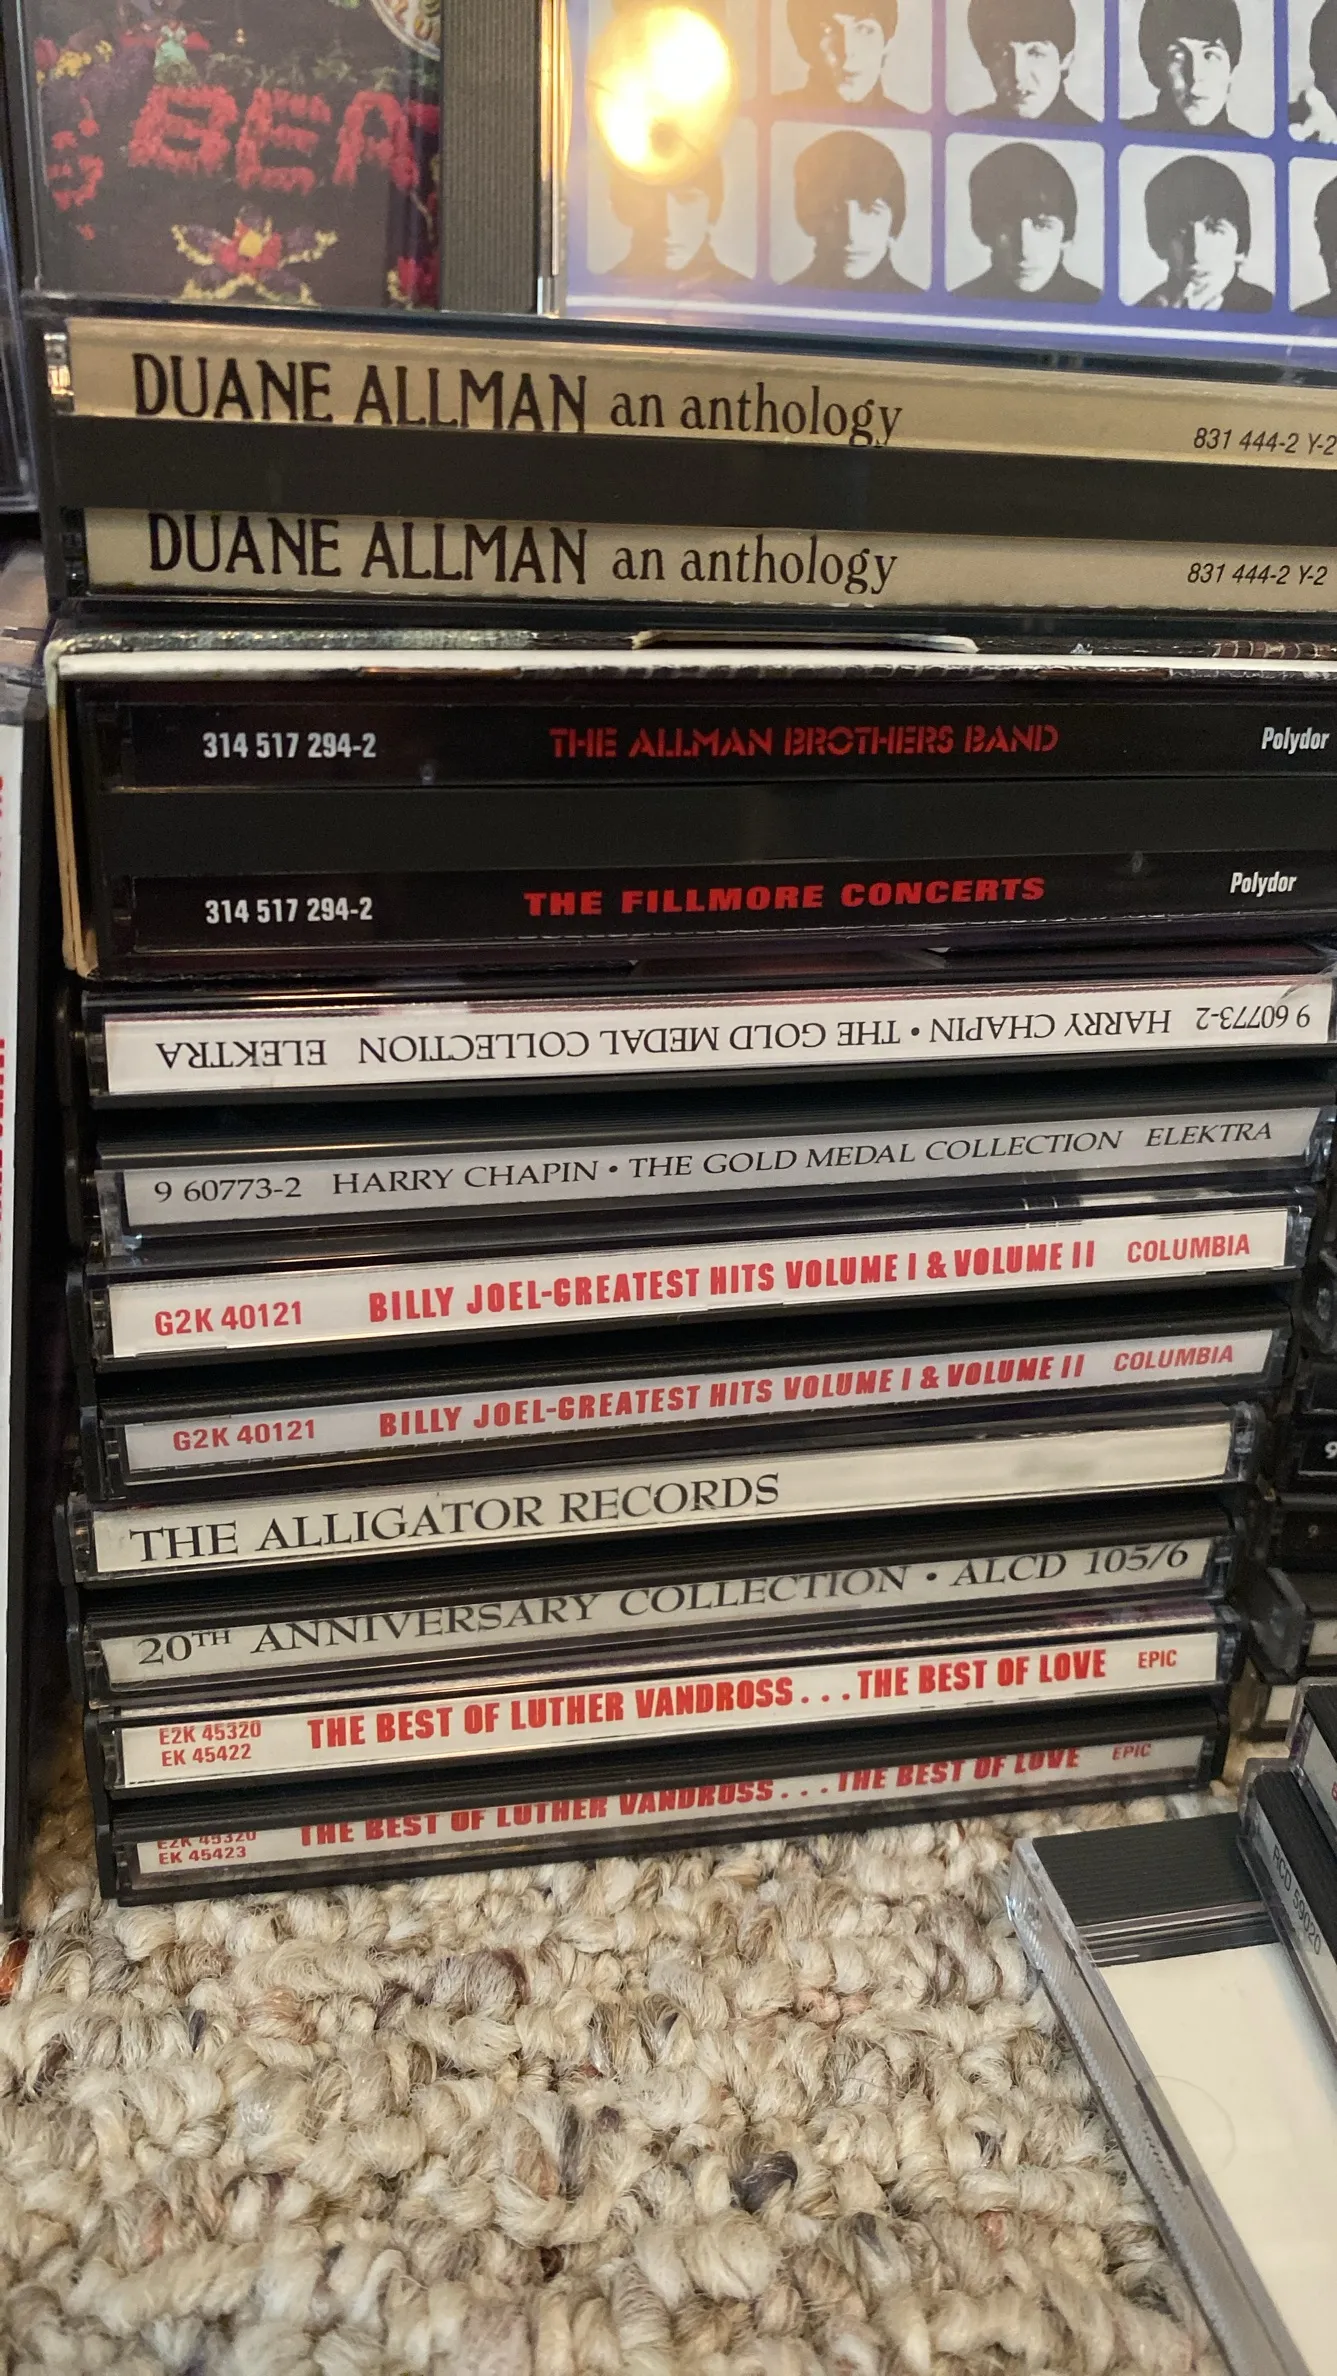 BEA
DUANE ALLMAN an anthology 831 444-2 Y-2
DUANE ALLMAN an anthology 831 444-2 Y-2
314 517 294-2 THE ALLMAN BROTHERS BAND Polydor
314 517 294-2 THE FILLMORE CONCERTS Polydor
9 60773-2 HARRY CHAPIN • THE GOLD MEDAL COLLECTION ELEKTRA
9 60773-2 HARRY CHAPIN • THE GOLD MEDAL COLLECTION ELEKTRA
G2K 40121 BILLY JOEL-GREATEST HITS VOLUME I & VOLUME II COLUMBIA
G2K 40121 BILLY JOEL-GREATEST HITS VOLUME I & VOLUME II COLUMBIA
THE ALLIGATOR RECORDS
20TH ANNIVERSARY COLLECTION • ALCD 105/6
E2K 45320
EK 45422 THE BEST OF LUTHER VANDROSS...THE BEST OF LOVE EPIC
E2K 45320
EK 45423 THE BEST OF LUTHER VANDROSS...THE BEST OF LOVE EPIC
RCD 59020